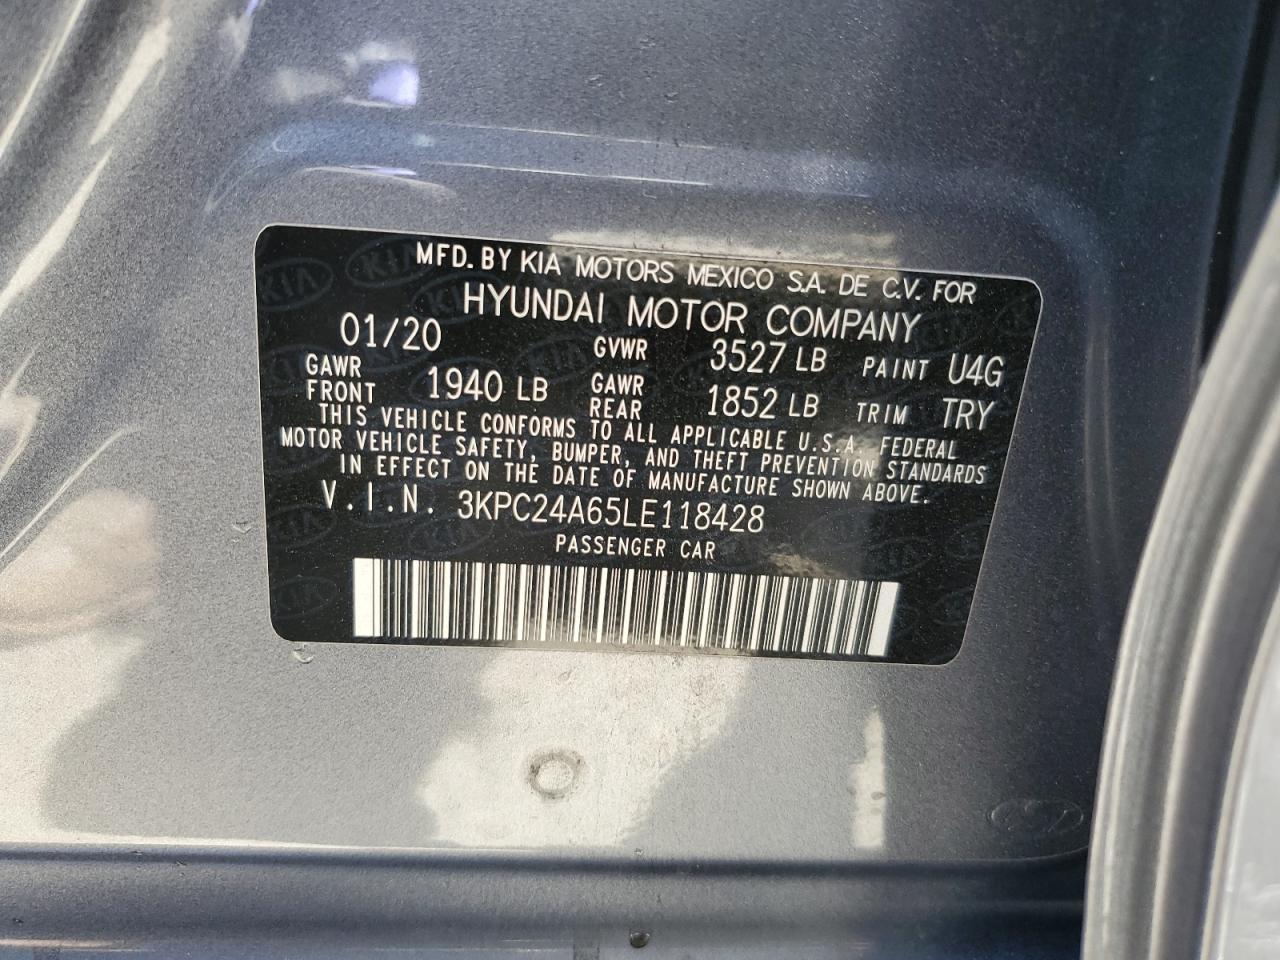 MFD. BY KIA MOTORS MEXICO S.A. DE C.V. FOR
HYUNDAI MOTOR COMPANY
01/20 GVWR 3527 LB PAINT U4G
GAWR FRONT 1940 LB GAWR REAR 1852 LB TRIM TRY
THIS VEHICLE CONFORMS TO ALL APPLICABLE U.S.A. FEDERAL
MOTOR VEHICLE SAFETY, BUMPER, AND THEFT PREVENTION STANDARDS
IN EFFECT ON THE DATE OF MANUFACTURE SHOWN ABOVE.
V.I.N. 3KPC24A65LE118428
PASSENGER CAR